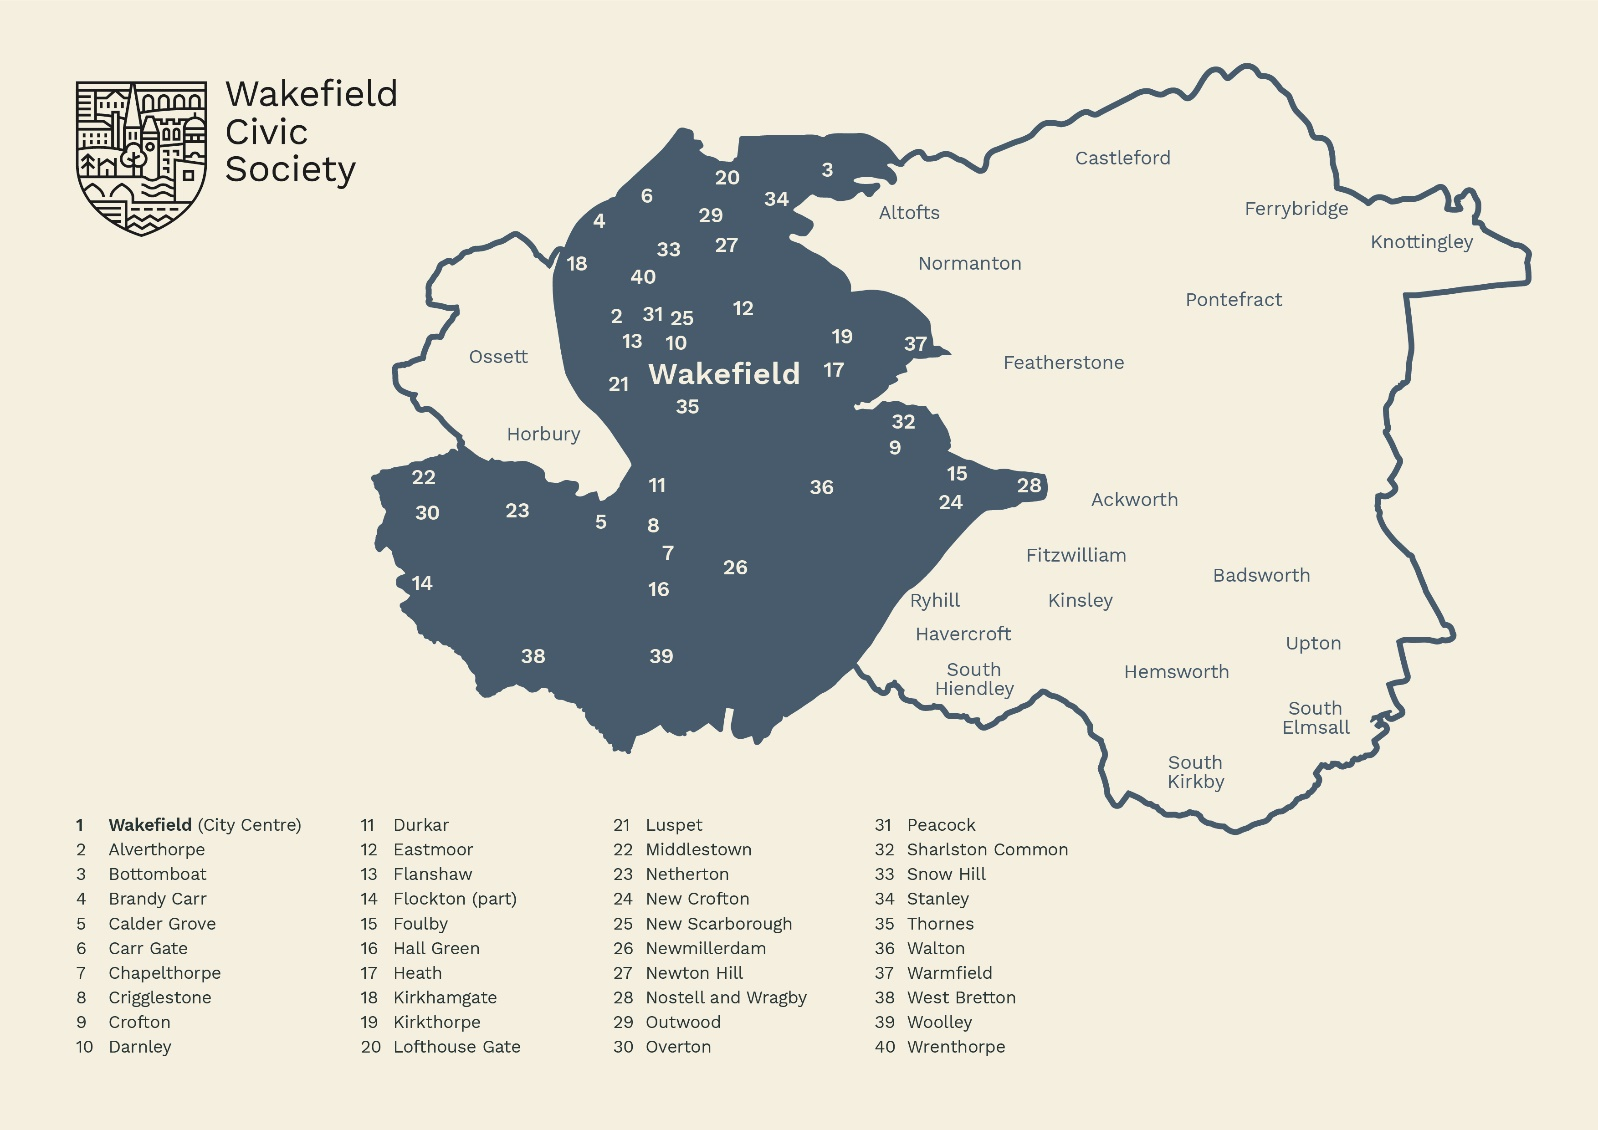 Wakefield
Civic
Society
Castleford
3
20
6
34
Ferrybridge
Altofts
29
4
Knottingley
27
33
Normanton
18
40
Pontefract
12
2
31
25
19
13
10
37
Ossett
Featherstone
17
Wakefield
21
35
32
Horbury
9
15
22
11
36
28
24
Ackworth
23
30
5
8
7
Fitzwilliam
26
Badsworth
14
16
Ryhill
Kinsley
Havercroft
Upton
38
39
South
Hiendley
Hemsworth
South
Elmsall
South
Kirkby
1 Wakefield (City Centre)
2 Alverthorpe
3 Bottomboat
4 Brandy Carr
5 Calder Grove
6 Carr Gate
7 Chapelthorpe
8 Crigglestone
9 Crofton
10 Darnley
11 Durkar
12 Eastmoor
13 Flanshaw
14 Flockton (part)
15 Foulby
16 Hall Green
17 Heath
18 Kirkhamgate
19 Kirkthorpe
20 Lofthouse Gate
21 Luspet
22 Middlestown
23 Netherton
24 New Crofton
25 New Scarborough
26 Newmillerdam
27 Newton Hill
28 Nostell and Wragby
29 Outwood
30 Overton
31 Peacock
32 Sharlston Common
33 Snow Hill
34 Stanley
35 Thornes
36 Walton
37 Warmfield
38 West Bretton
39 Woolley
40 Wrenthorpe